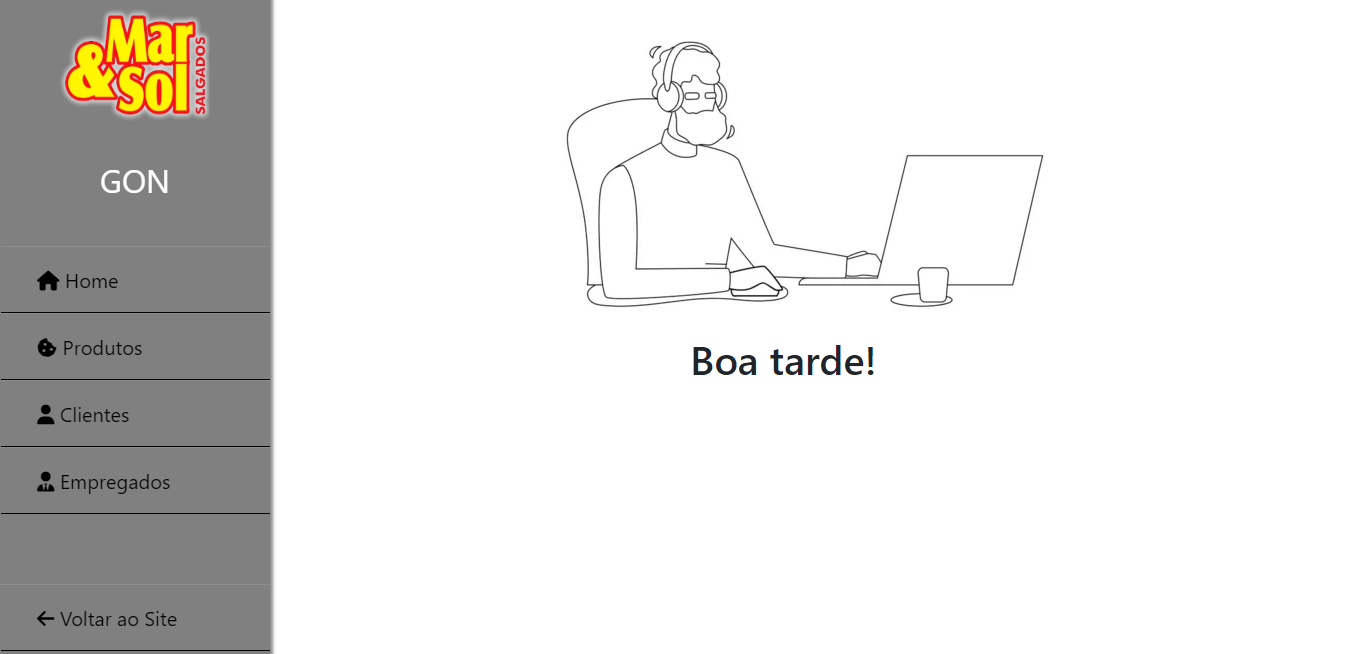 Mar
&Sol
SALGADOS
GON
Home
Produtos
Clientes
Empregados
Voltar ao Site
Boa tarde!